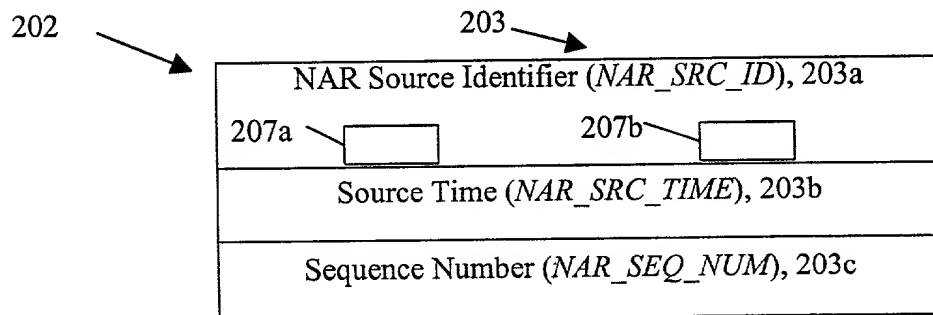 202
203
NAR Source Identifier (NAR_SRC_ID), 203a
207a
207b
Source Time (NAR_SRC_TIME), 203b
Sequence Number (NAR_SEQ_NUM), 203c